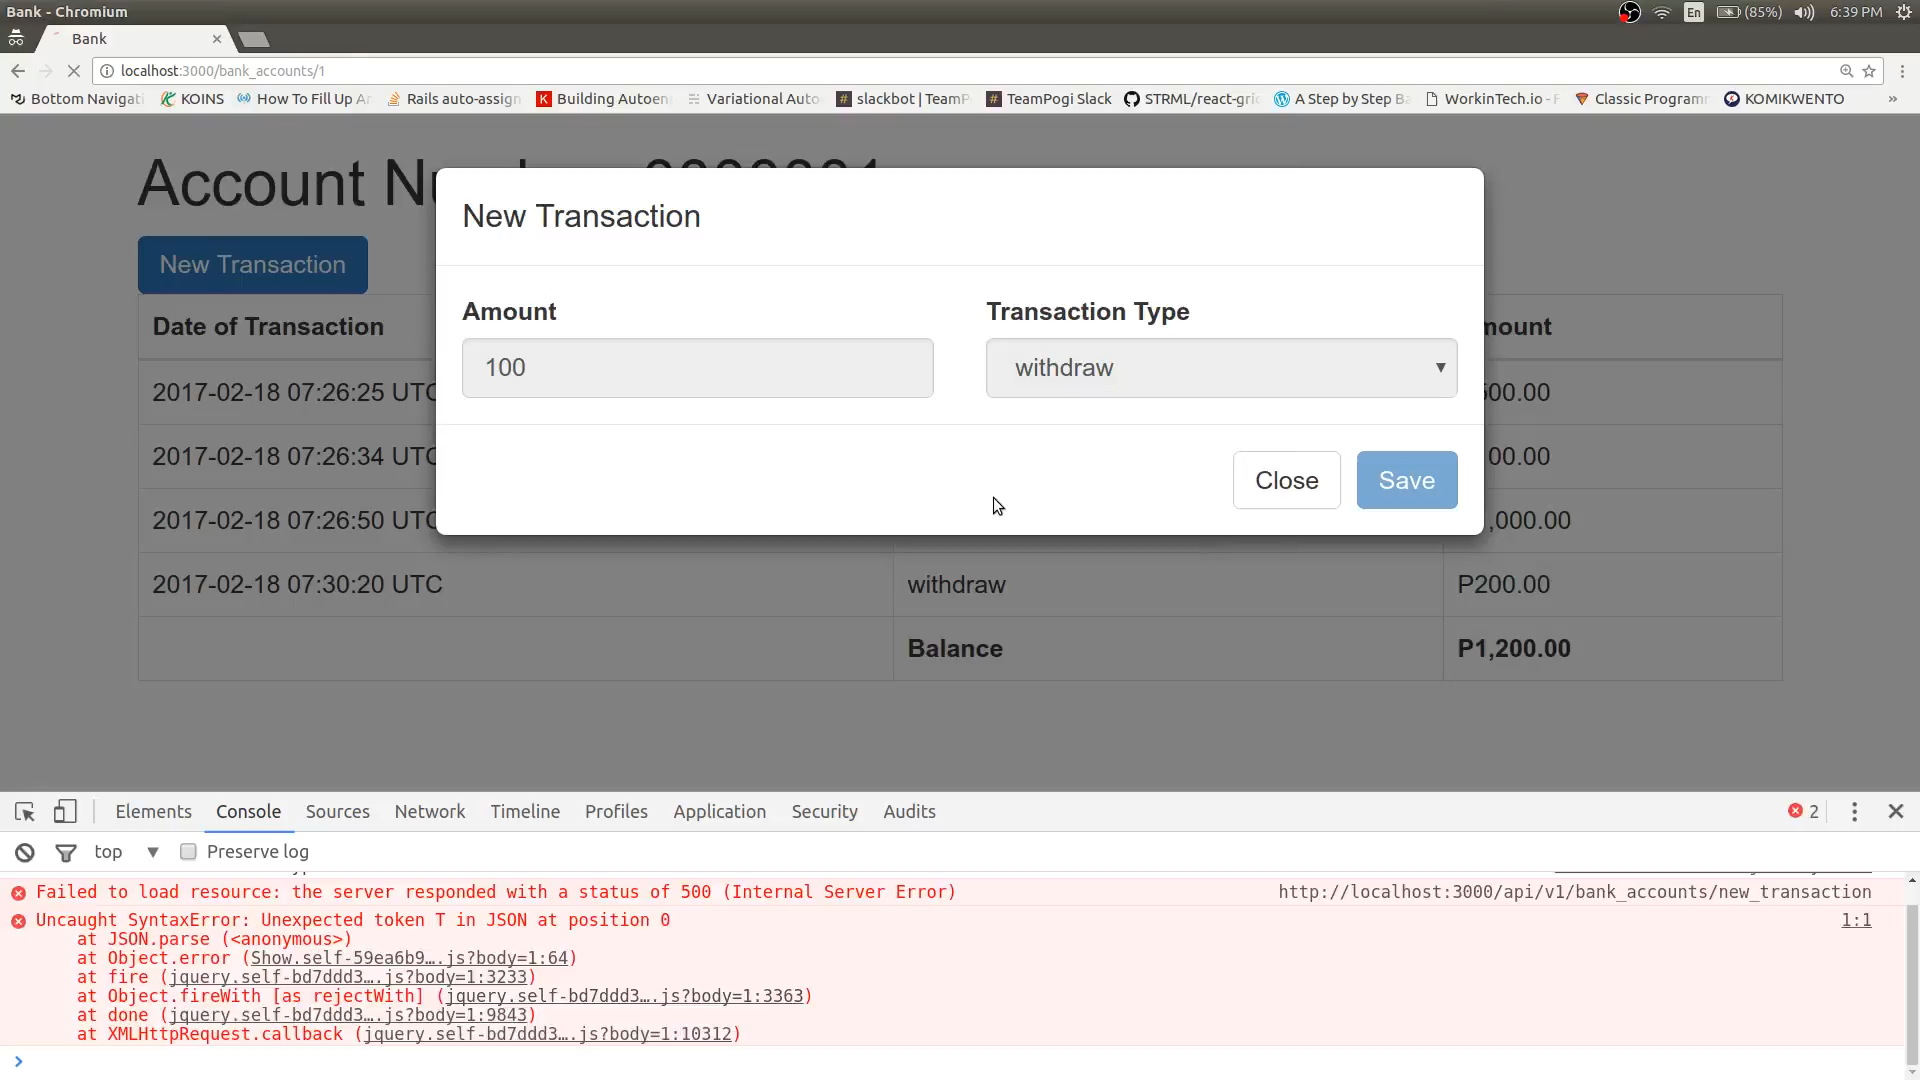 Bank - Chromium
En
(85%)
6:39 PM
Bank
localhost:3000/bank_accounts/1
Bottom Navigati
KOINS
How To Fill Up Ar
Rails auto-assign
Building Autoen
Variational Auto
slackbot | TeamP
TeamPogi Slack
STRML/react-gri
A Step by Step Ba
WorkinTech.io - F
Classic Program
KOMIKWENTO
»
Account Nu
New Transaction
New Transaction
Amount
Transaction Type
100
withdraw
Close
Save
Date of Transaction
mount
2017-02-18 07:26:25 UTC
500.00
2017-02-18 07:26:34 UTC
00.00
2017-02-18 07:26:50 UTC
,000.00
2017-02-18 07:30:20 UTC
withdraw
P200.00
Balance
P1,200.00
Elements
Console
Sources
Network
Timeline
Profiles
Application
Security
Audits
2
top
Preserve log
Failed to load resource: the server responded with a status of 500 (Internal Server Error)
http://localhost:3000/api/v1/bank_accounts/new_transaction
Uncaught SyntaxError: Unexpected token T in JSON at position 0
1:1
at JSON.parse (<anonymous>)
at Object.error (Show.self-59ea6b9….js?body=1:64)
at fire (jquery.self-bd7ddd3….js?body=1:3233)
at Object.fireWith [as rejectWith] (jquery.self-bd7ddd3….js?body=1:3363)
at done (jquery.self-bd7ddd3….js?body=1:9843)
at XMLHttpRequest.callback (jquery.self-bd7ddd3….js?body=1:10312)